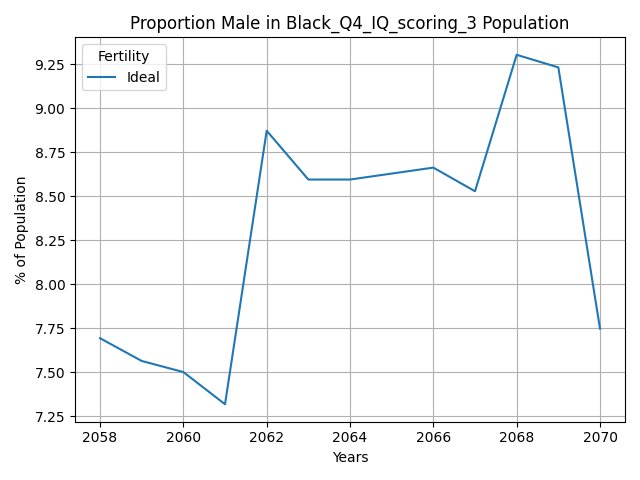 Proportion Male in Black_Q4_IQ_scoring_3 Population
Fertility
Ideal
9.25
9.00
8.75
8.50
8.25
8.00
7.75
7.50
7.25
% of Population
2058 2060 2062 2064 2066 2068 2070
Years